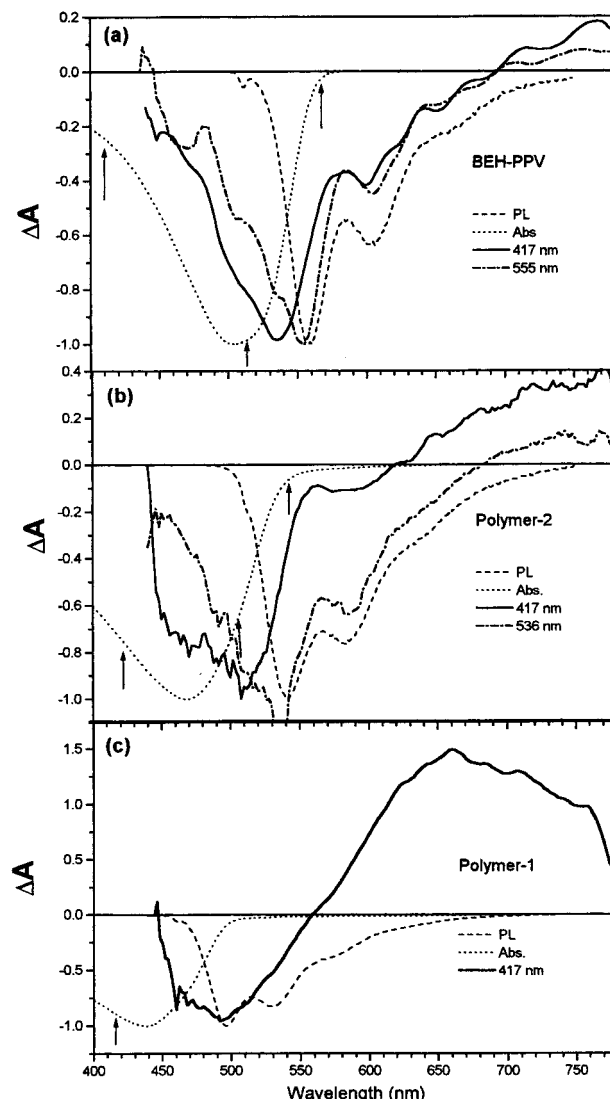 (a)
0.2
0.0
-0.2
-0.4
-0.6
-0.8
-1.0
ΔA
BEH-PPV
PL
Abs
417 nm
555 nm
(b)
0.4
0.2
0.0
-0.2
-0.4
-0.6
-0.8
-1.0
ΔA
Polymer-2
PL
Abs.
417 nm
536 nm
(c)
1.5
1.0
0.5
0.0
-0.5
-1.0
ΔA
Polymer-1
PL
Abs.
417 nm
400 450 500 550 600 650 700 750
Wavelength (nm)